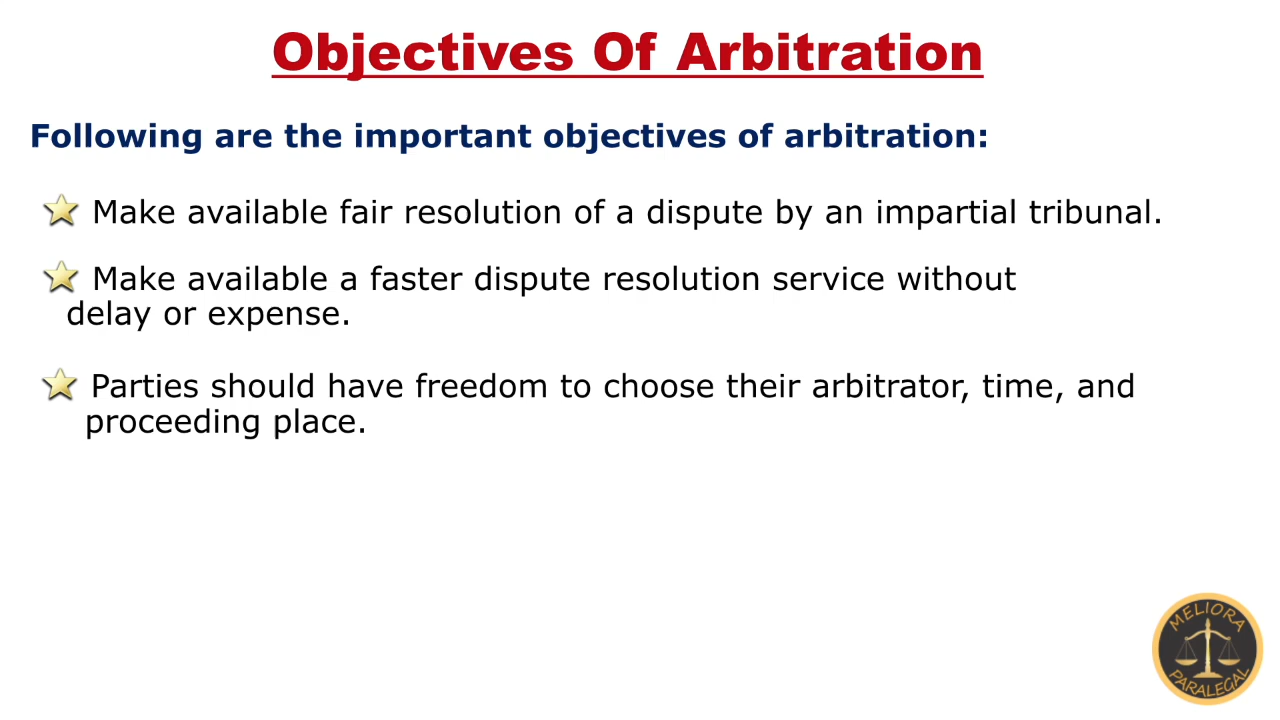 Objectives Of Arbitration
Following are the important objectives of arbitration:
Make available fair resolution of a dispute by an impartial tribunal.
Make available a faster dispute resolution service without
delay or expense.
Parties should have freedom to choose their arbitrator, time, and
proceeding place.
MELIORA
PARALEGAL